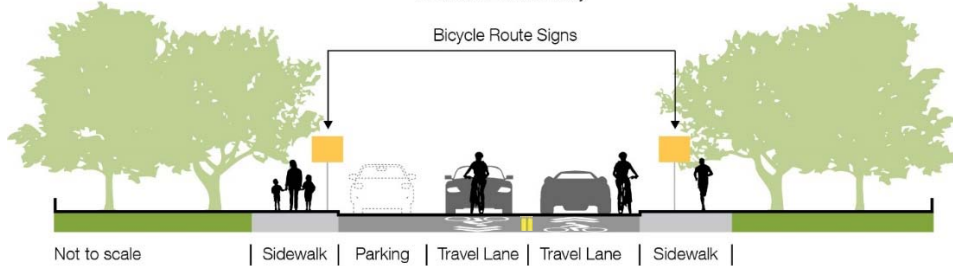 Bicycle Route Signs
Not to scale
Sidewalk
Parking
Travel Lane
Travel Lane
Sidewalk